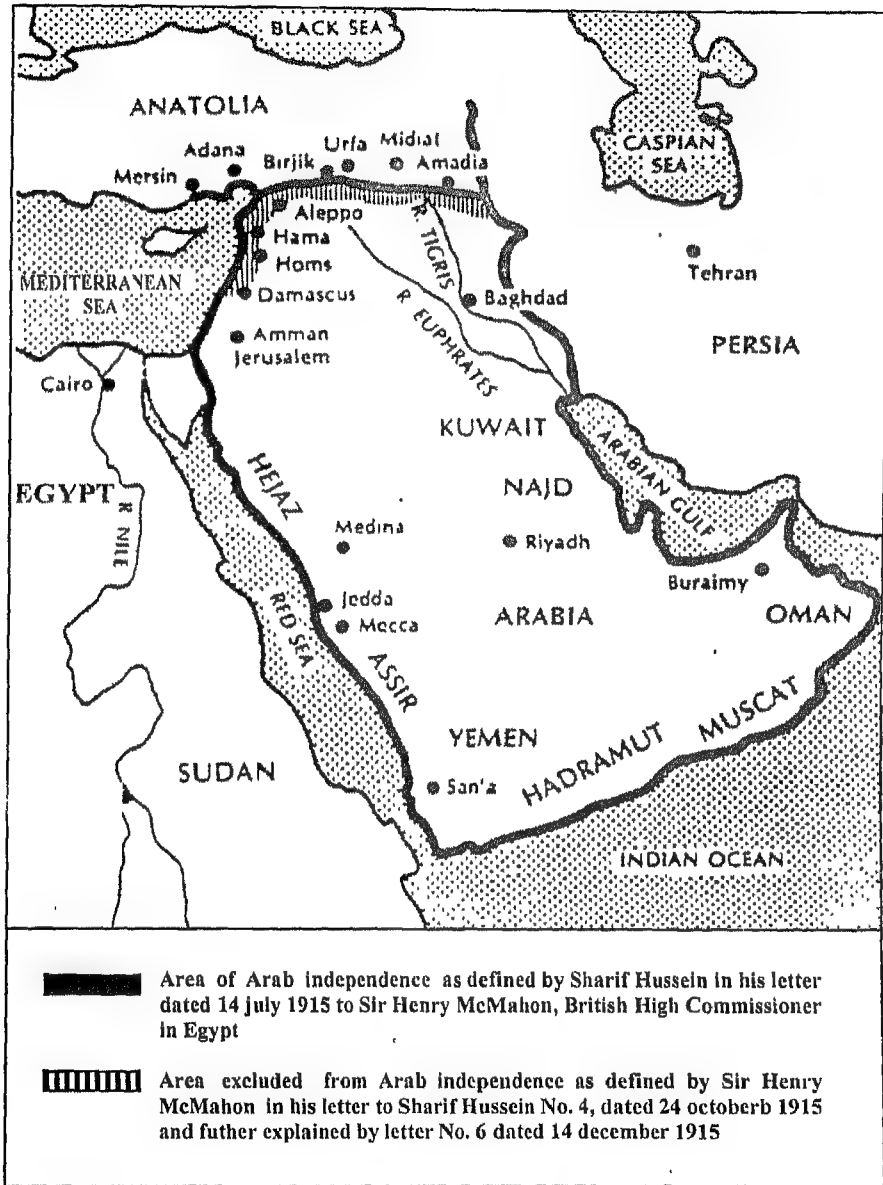 BLACK SEA
ANATOLIA
CASPIAN
SEA
Mersin
Adana
Birjik
Urfa
Midiat
Amadia
Aleppo
Hama
Homs
Damascus
Amman
Jerusalem
MEDITERRANEAN
SEA
R. TIGRIS
R. EUPHRATES
Baghdad
Tehran
PERSIA
Cairo
KUWAIT
ARABIAN GULF
EGYPT
R. NILE
HEJAZ
NAJD
Medina
Riyadh
Buraimy
RED SEA
Jedda
Mecca
ARABIA
OMAN
ASSIR
YEMEN
San'a
HADRAMUT
MUSCAT
SUDAN
INDIAN OCEAN
Area of Arab independence as defined by Sharif Hussein in his letter
dated 14 july 1915 to Sir Henry McMahon, British High Commissioner
in Egypt
Area excluded from Arab independence as defined by Sir Henry
McMahon in his letter to Sharif Hussein No. 4, dated 24 octoberb 1915
and futher explained by letter No. 6 dated 14 december 1915